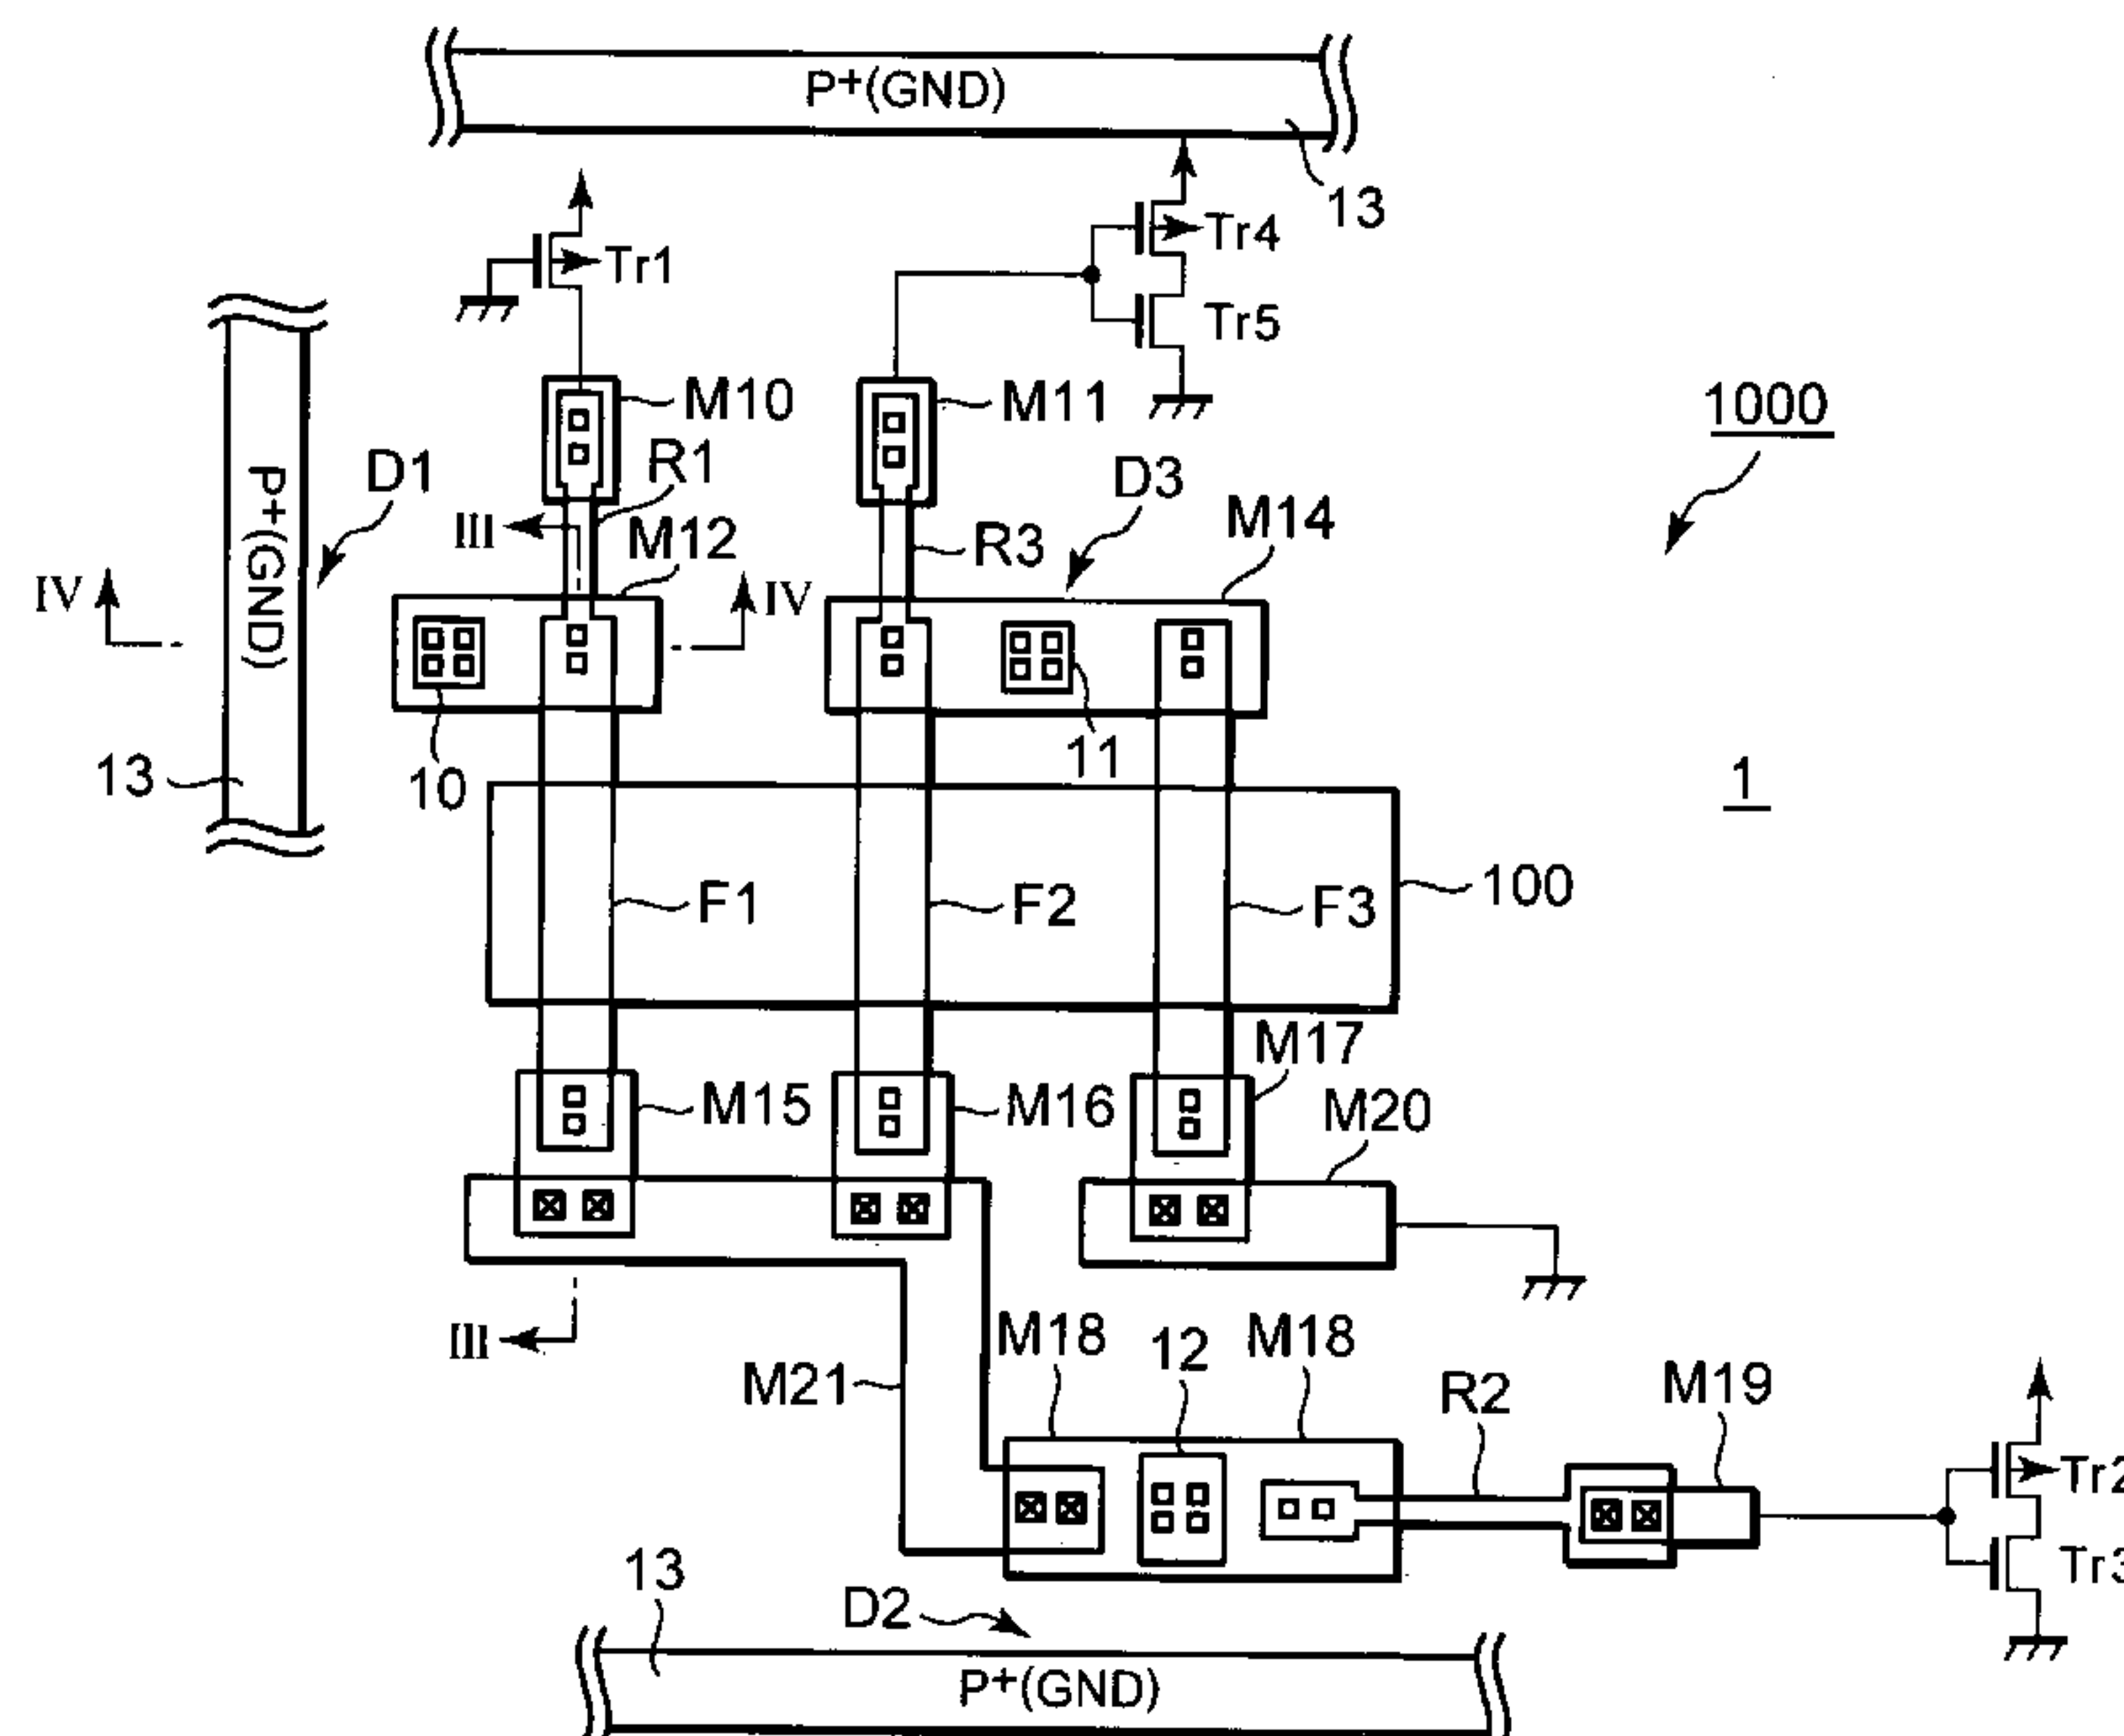 P+(GND)
13
Tr1
Tr4
Tr5
M10
M11
1000
D1
R1
D3
M14
III
M12
R3
P+(GND)
IV
IV
13
10
11
1
F1
F2
F3
100
M17
M15
M16
M20
III
M21
M18
12
M18
R2
M19
Tr2
Tr3
13
D2
P+(GND)